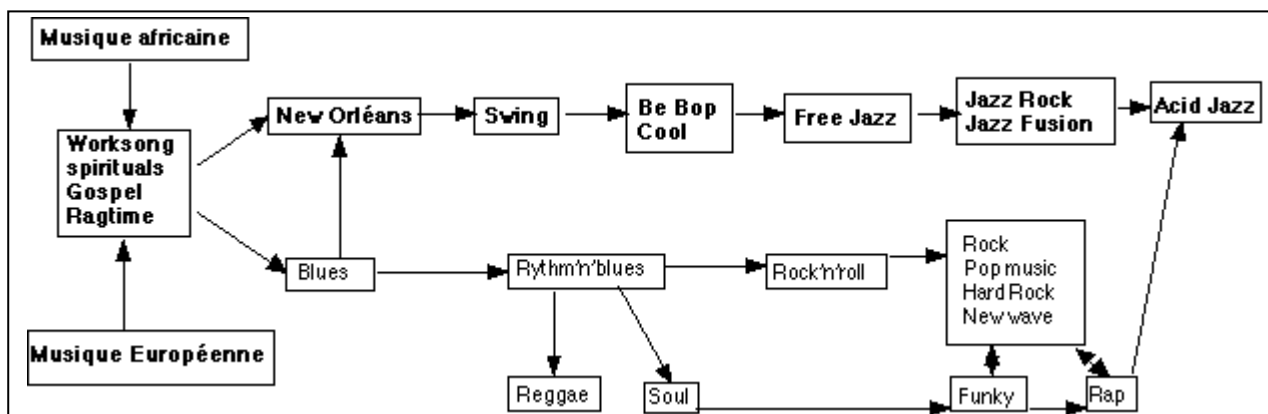 Musique africaine
Worksong
spirituals
Gospel
Ragtime
Musique Européenne
New Orléans
Swing
Be Bop
Cool
Free Jazz
Jazz Rock
Jazz Fusion
Acid Jazz
Blues
Rythm'n'blues
Rock'n'roll
Rock
Pop music
Hard Rock
New wave
Reggae
Soul
Funky
Rap